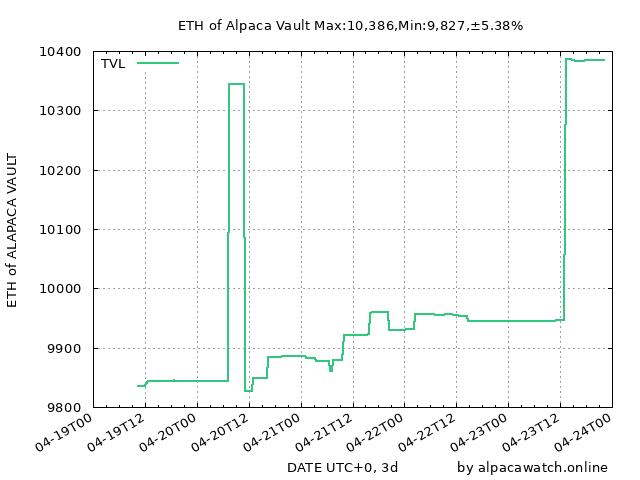 ETH of Alpaca Vault Max:10,386,Min:9,827,±5.38%
10400
TVL
10300
10200
10100
10000
9900
9800
ETH of ALAPACA VAULT
04-19T00
04-19T12
04-20T00
04-20T12
04-21T00
04-21T12
04-22T00
04-22T12
04-23T00
04-23T12
04-24T00
DATE UTC+0, 3d
by alpacawatch.online